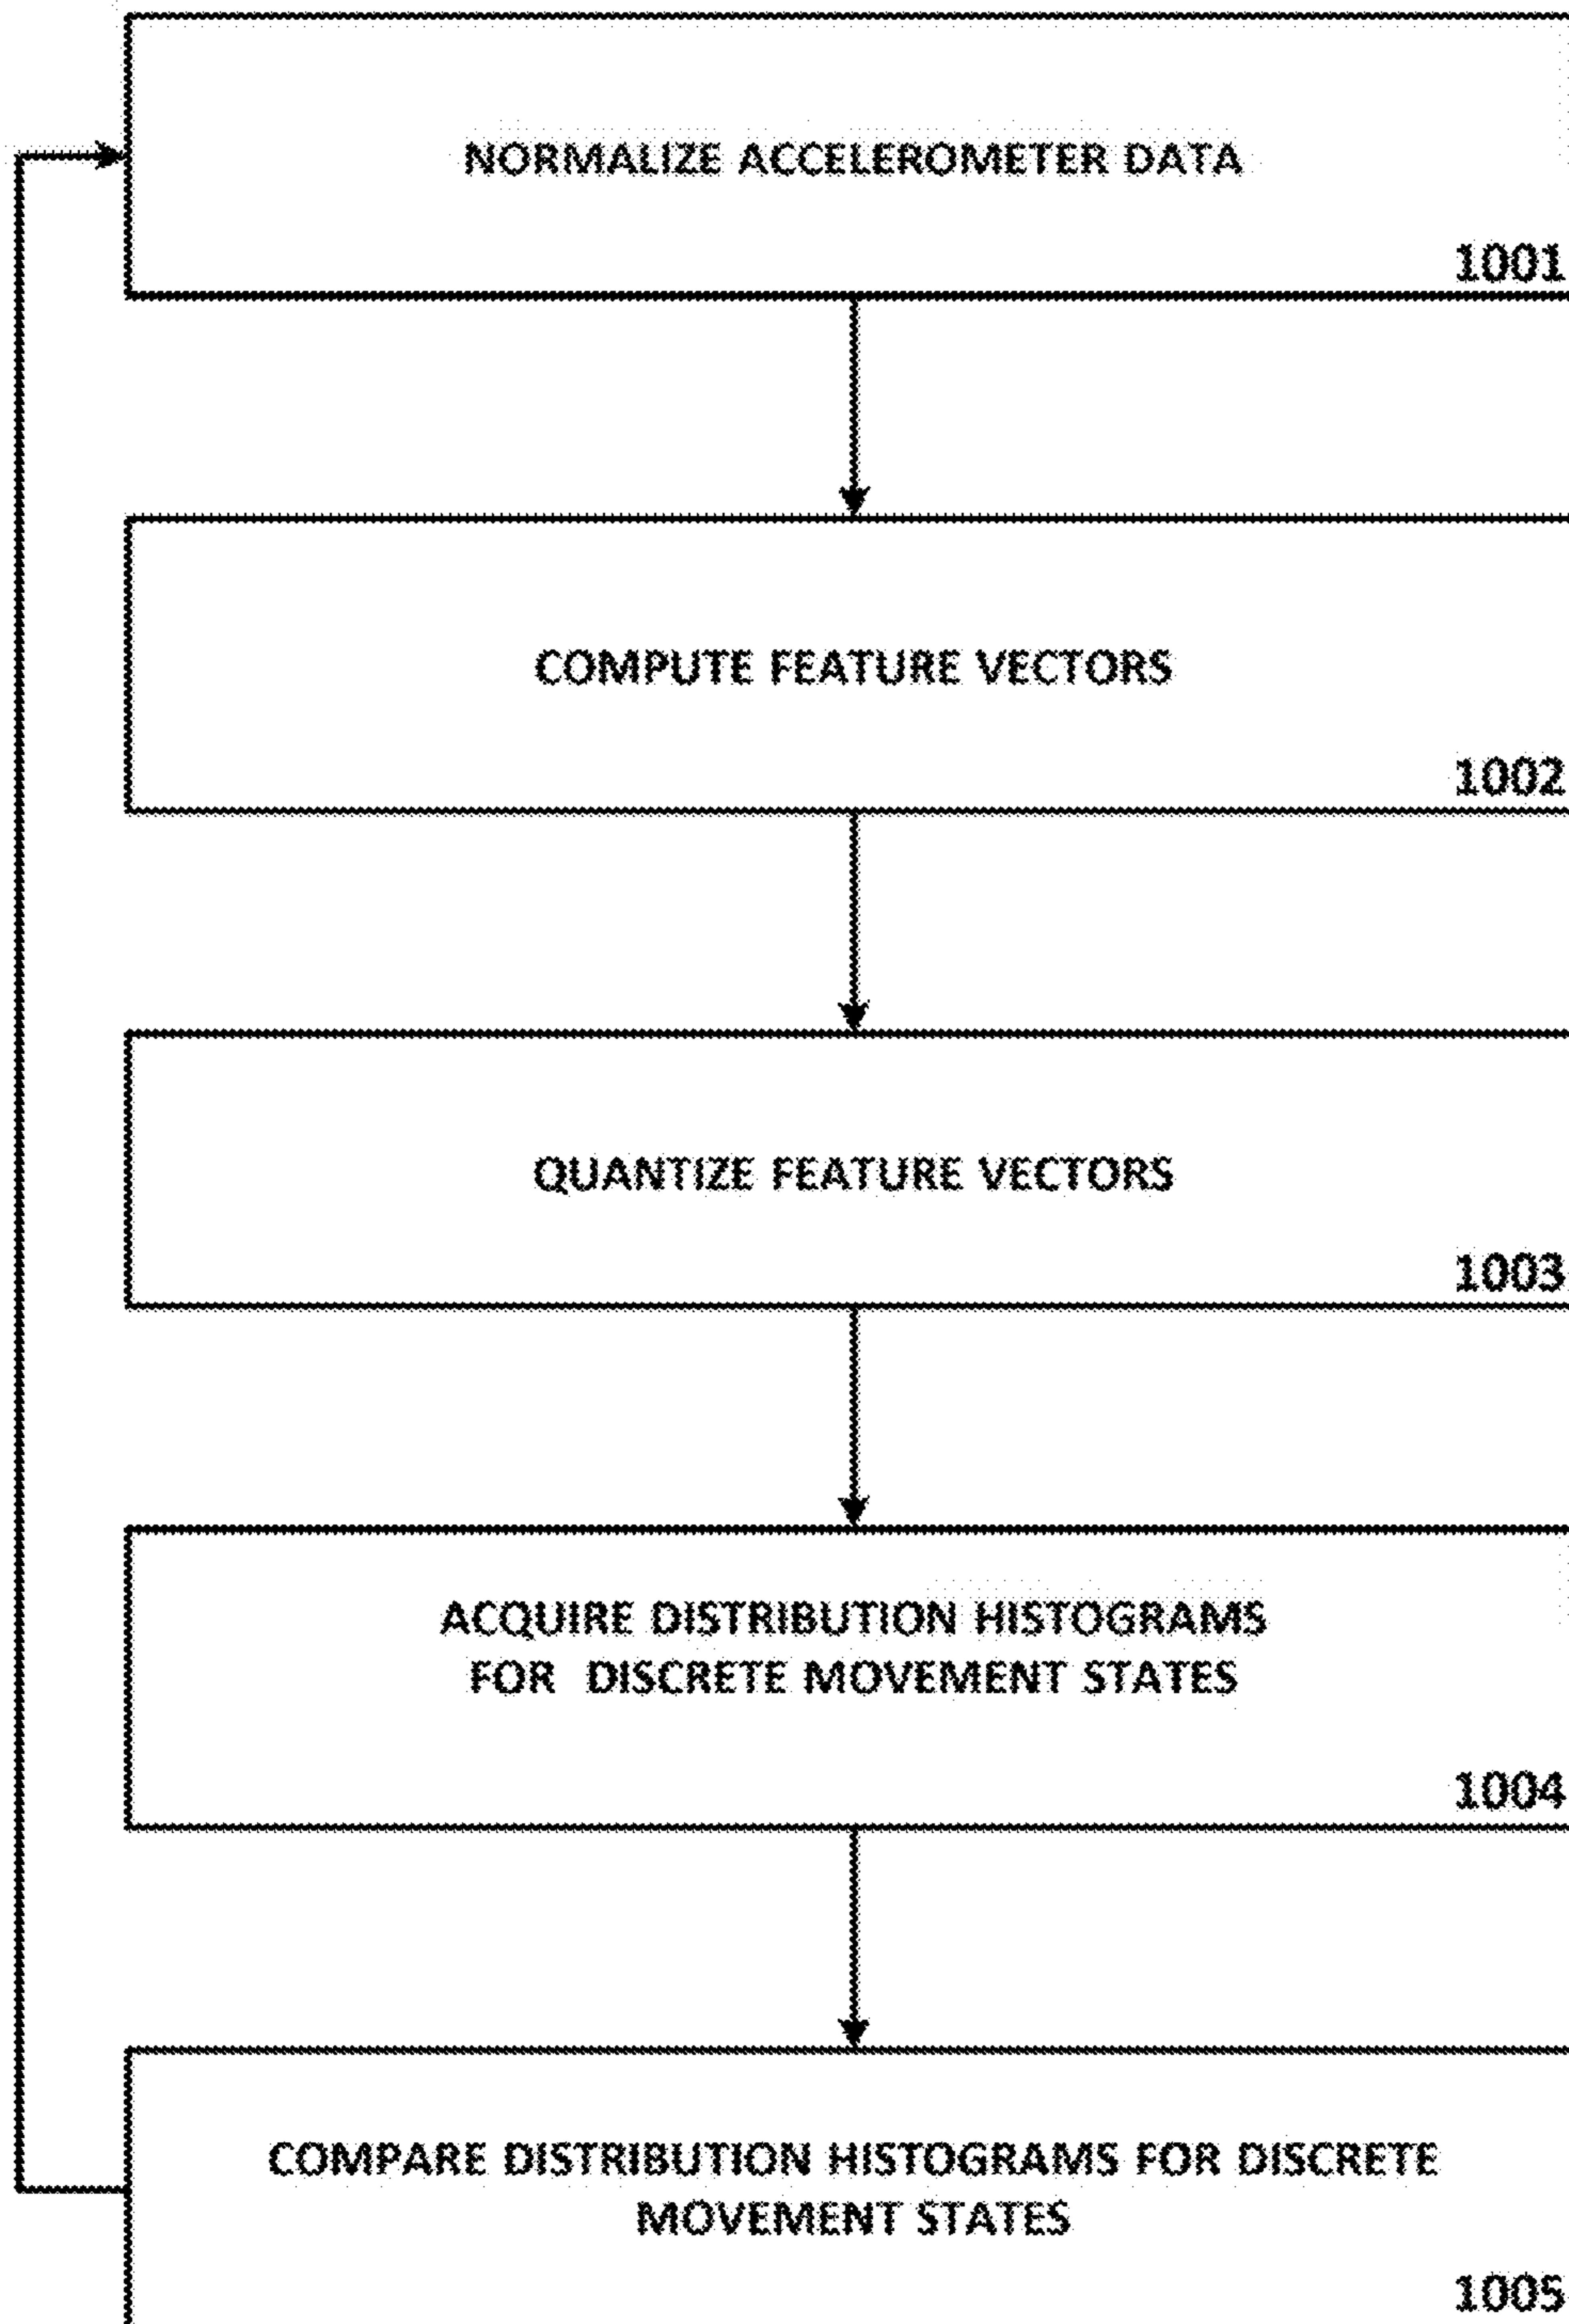 NORMALIZE ACCELEROMETER DATA
1001
COMPUTE FEATURE VECTORS
1002
QUANTIZE FEATURE VECTORS
1003
ACQUIRE DISTRIBUTION HISTOGRAMS
FOR DISCRETE MOVEMENT STATES
1004
COMPARE DISTRIBUTION HISTOGRAMS FOR DISCRETE
MOVEMENT STATES
1005